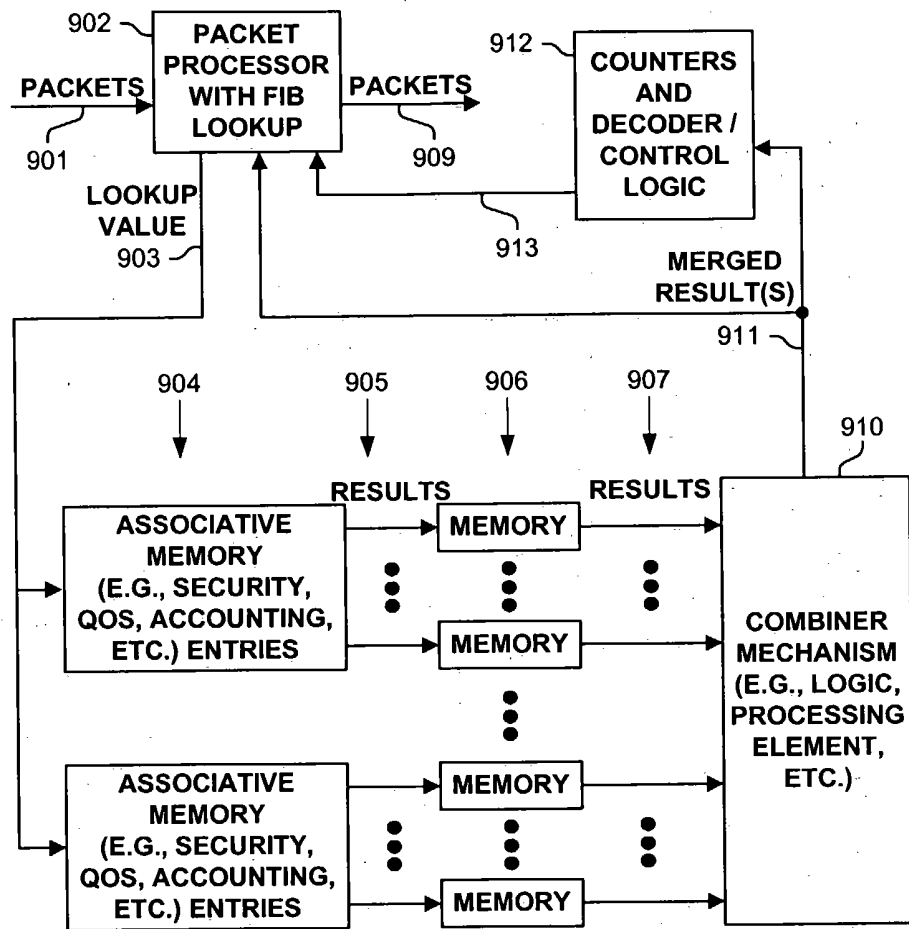 902
PACKET
PROCESSOR
WITH FIB
LOOKUP
PACKETS
901
PACKETS
909
912
COUNTERS
AND
DECODER /
CONTROL
LOGIC
LOOKUP
VALUE
903
913
MERGED
RESULT(S)
911
904
905
906
907
910
RESULTS
RESULTS
ASSOCIATIVE
MEMORY
(E.G., SECURITY,
QOS, ACCOUNTING,
ETC.) ENTRIES
MEMORY
MEMORY
COMBINER
MECHANISM
(E.G., LOGIC,
PROCESSING
ELEMENT,
ETC.)
ASSOCIATIVE
MEMORY
(E.G., SECURITY,
QOS, ACCOUNTING,
ETC.) ENTRIES
MEMORY
MEMORY